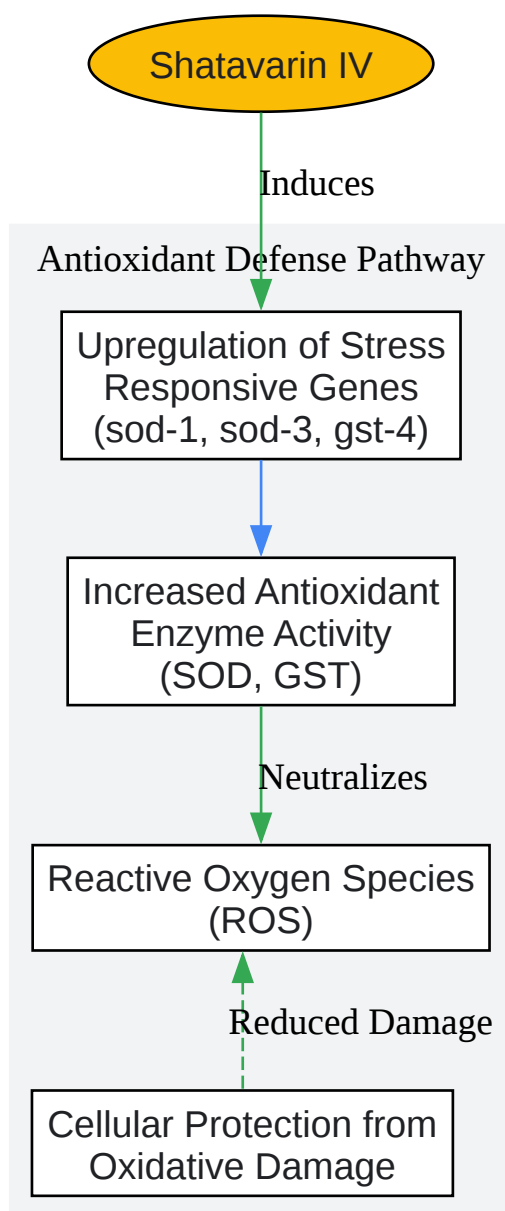 Shatavarin IV
Induces
Antioxidant Defense Pathway
Upregulation of Stress
Responsive Genes
(sod-1, sod-3, gst-4)
Increased Antioxidant
Enzyme Activity
(SOD, GST)
Neutralizes
Reactive Oxygen Species
(ROS)
Reduced Damage
Cellular Protection from
Oxidative Damage